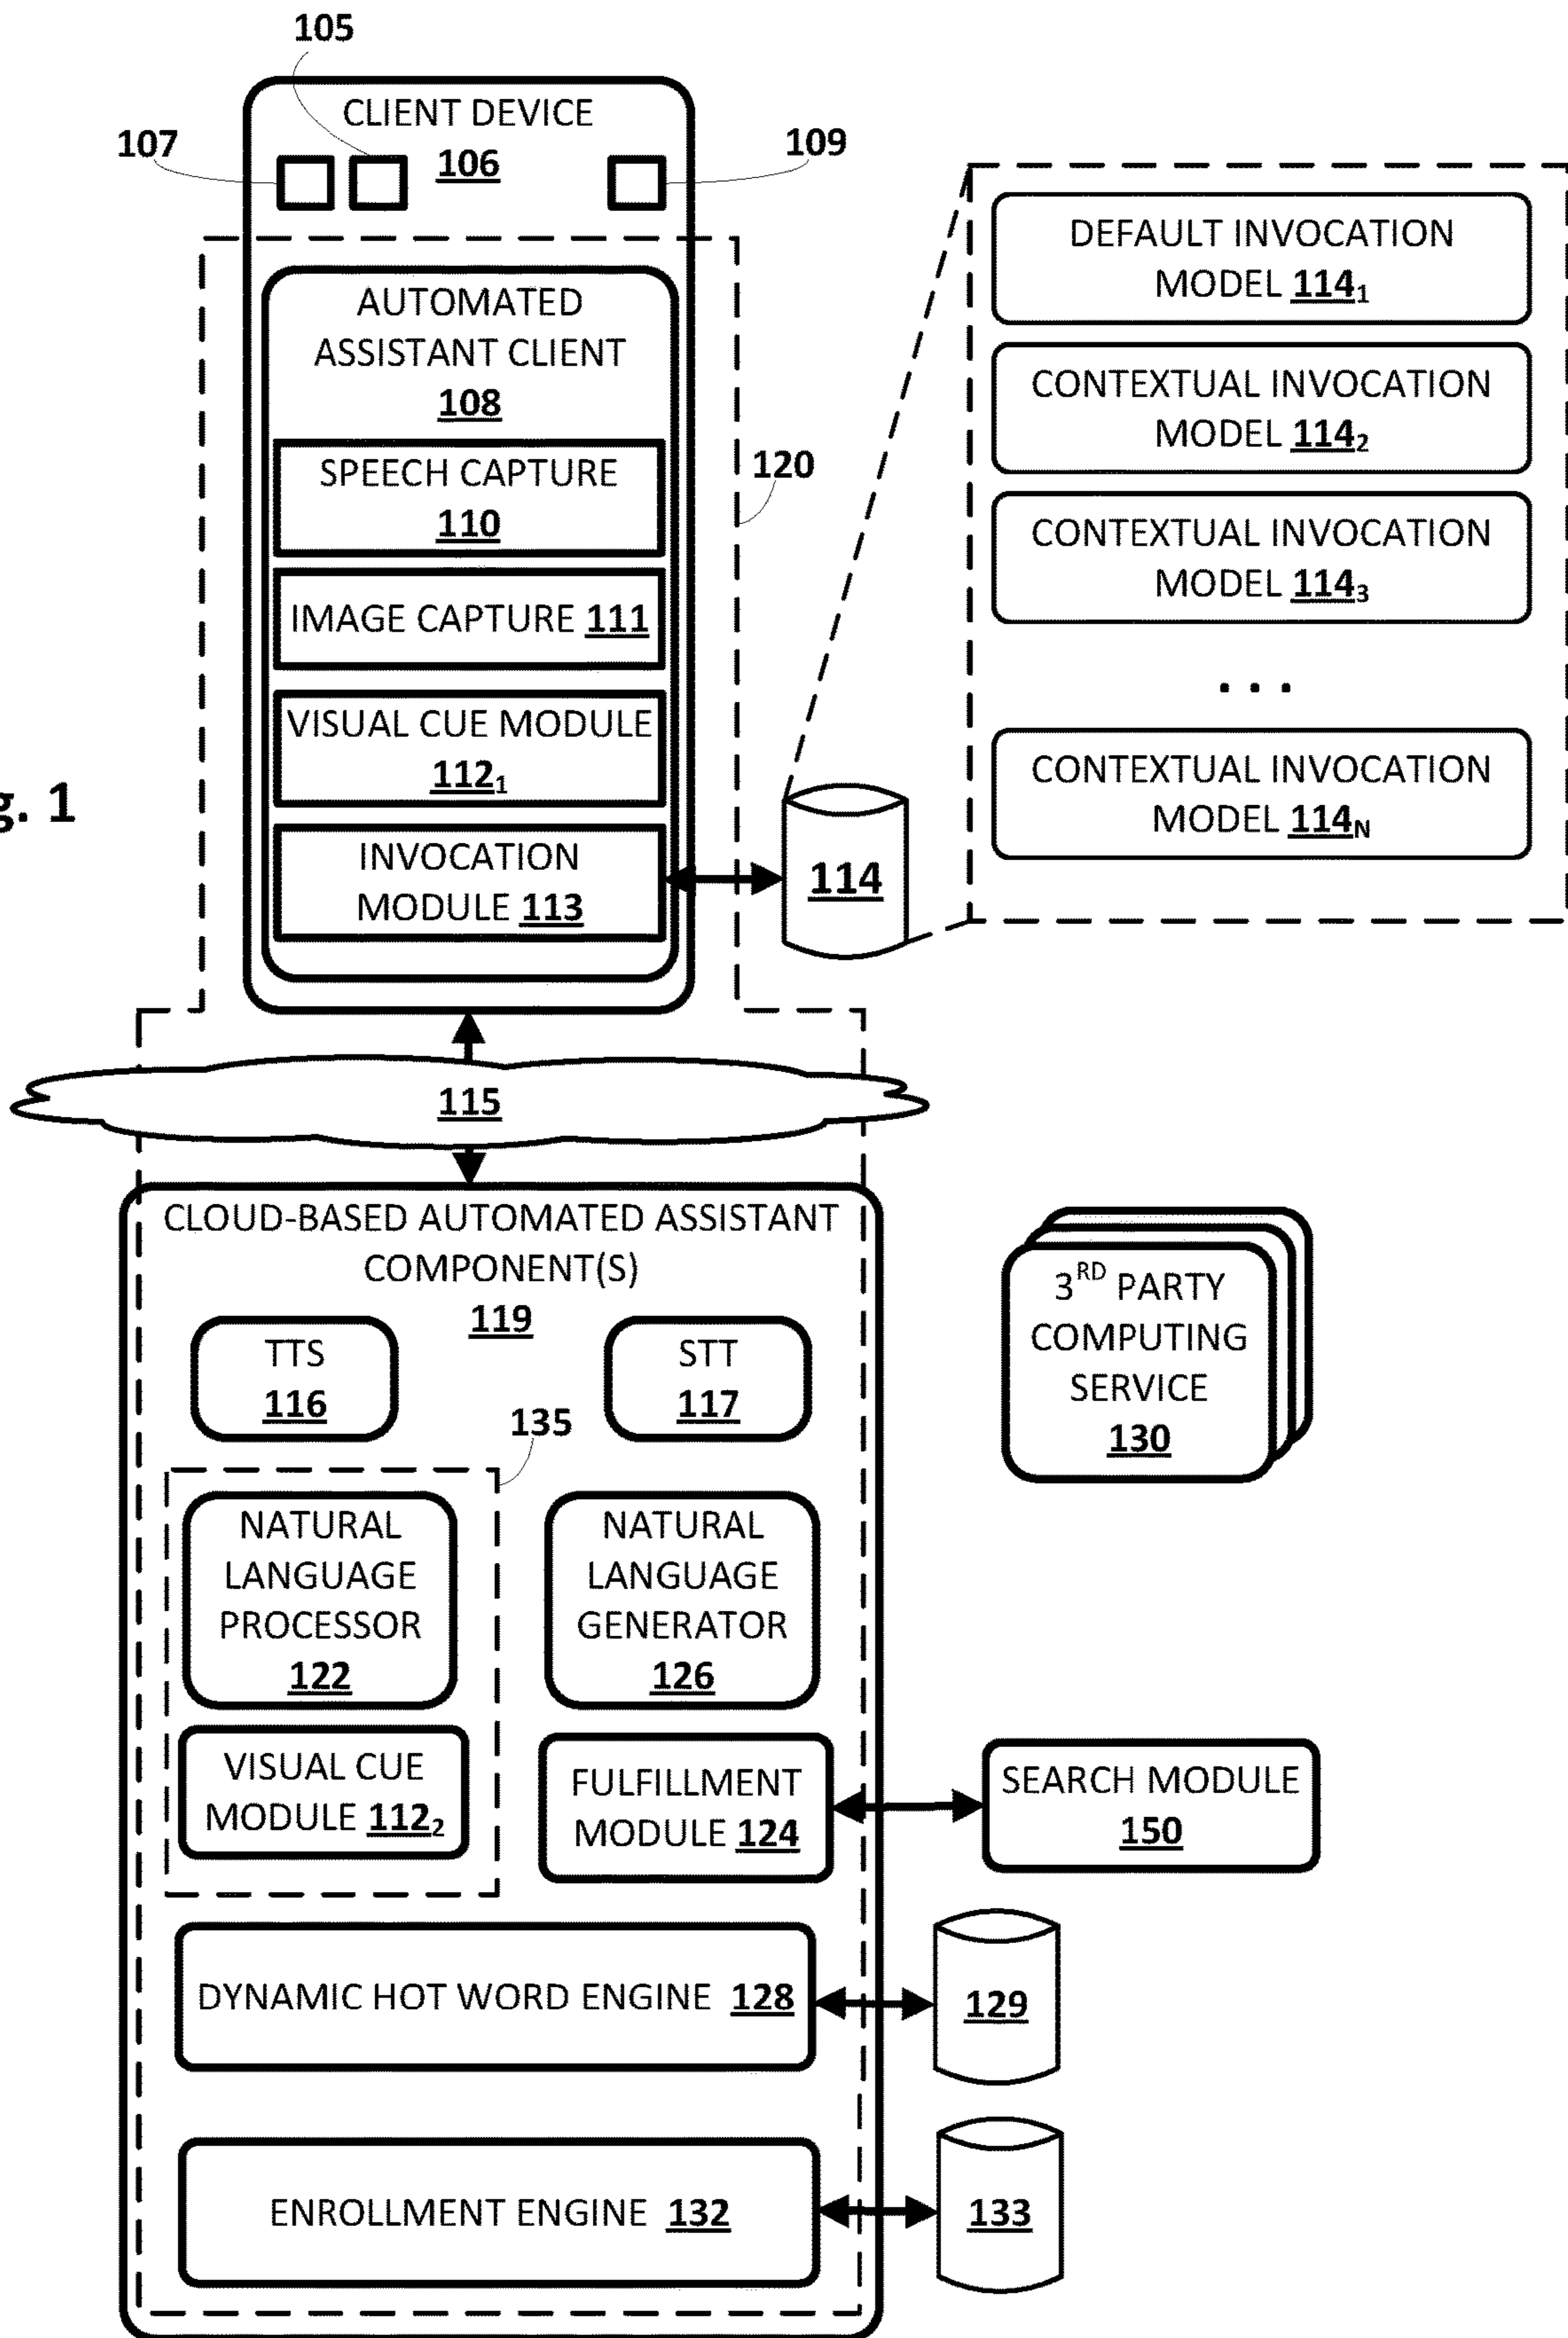 105
CLIENT DEVICE
106
107
109
AUTOMATED
ASSISTANT CLIENT
108
SPEECH CAPTURE
110
IMAGE CAPTURE 111
VISUAL CUE MODULE
112₁
INVOCATION
MODULE 113
120
114
DEFAULT INVOCATION
MODEL 114₁
CONTEXTUAL INVOCATION
MODEL 114₂
CONTEXTUAL INVOCATION
MODEL 114₃
. . .
CONTEXTUAL INVOCATION
MODEL 114N
g. 1
115
CLOUD-BASED AUTOMATED ASSISTANT
COMPONENT(S)
119
TTS
116
STT
117
135
NATURAL
LANGUAGE
PROCESSOR
122
NATURAL
LANGUAGE
GENERATOR
126
VISUAL CUE
MODULE 112₂
FULFILLMENT
MODULE 124
3RD PARTY
COMPUTING
SERVICE
130
SEARCH MODULE
150
DYNAMIC HOT WORD ENGINE 128
129
ENROLLMENT ENGINE 132
133